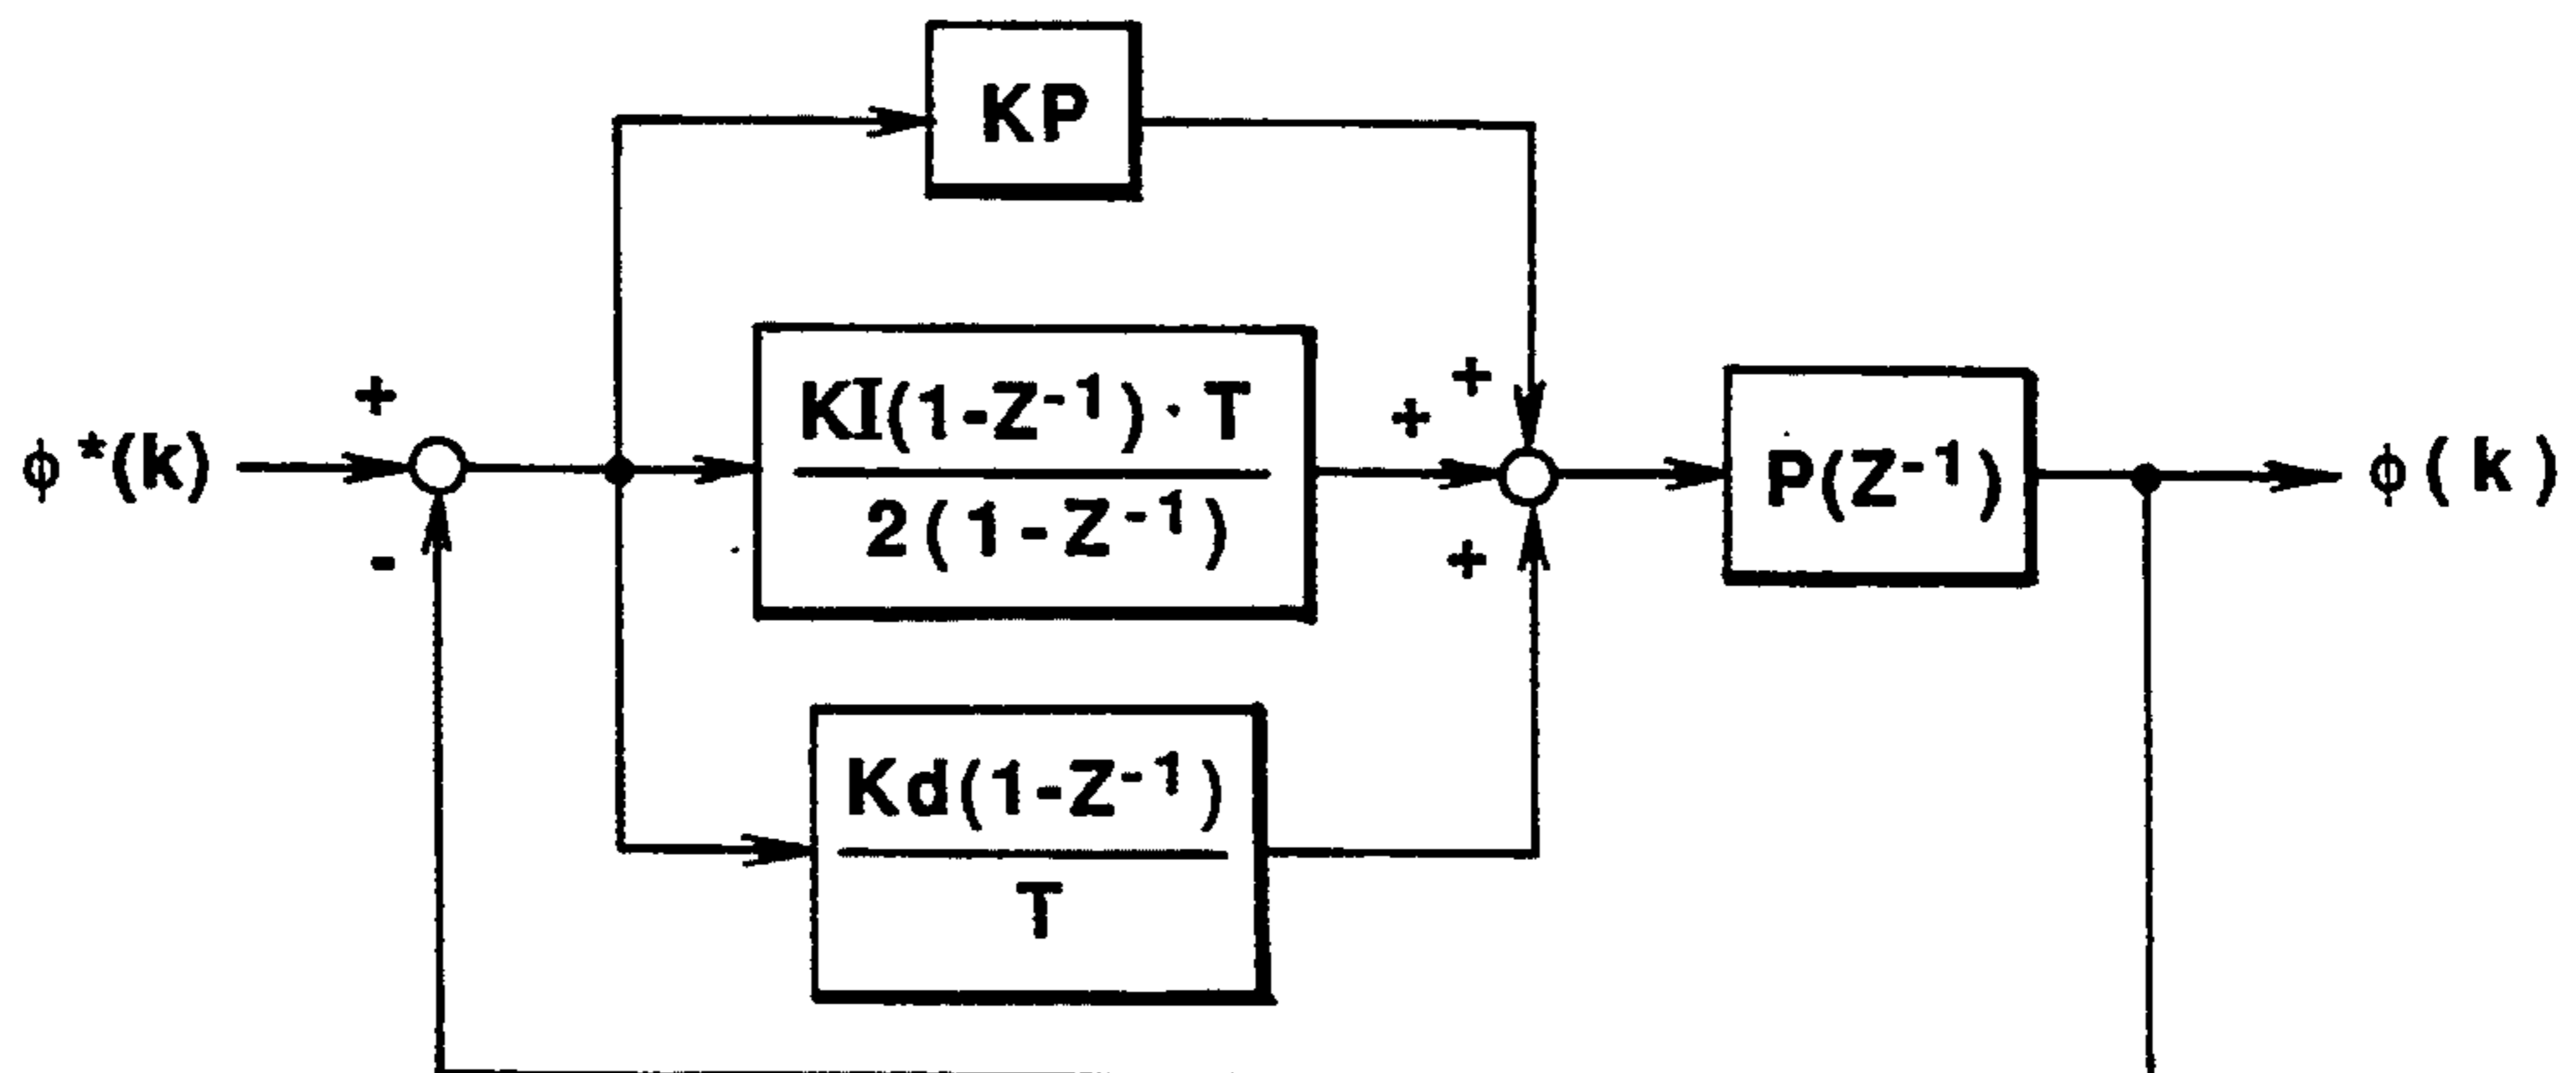 KP
+
φ*(k)
-
KI(1-Z⁻¹)・T
2(1-Z⁻¹)
+
+
+
P(Z⁻¹)
φ(k)
Kd(1-Z⁻¹)
T